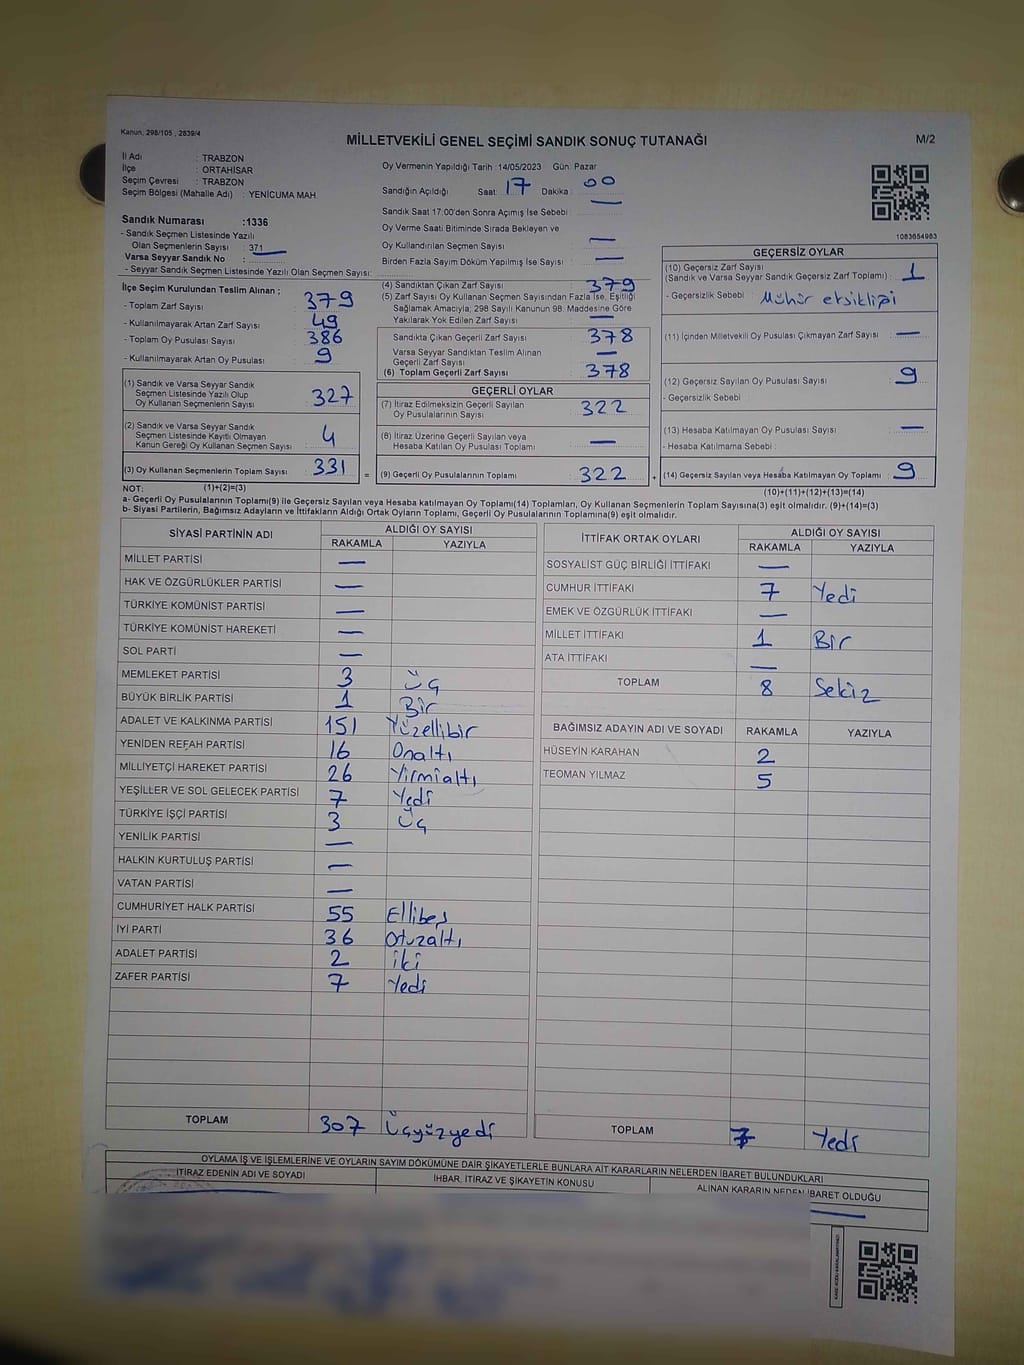 Kanun, 298/105 , 2839/4
MİLLETVEKİLİ GENEL SEÇİMİ SANDIK SONUÇ TUTANAĞI
M/2
İl Adı : TRABZON
İlçe : ORTAHİSAR
Seçim Çevresi : TRABZON
Seçim Bölgesi (Mahalle Adı) : YENİCUMA MAH.
Sandık Numarası :1336
- Sandık Seçmen Listesinde Yazılı
Olan Seçmenlerin Sayısı : 371
Varsa Seyyar Sandık No :
- Seyyar Sandık Seçmen Listesinde Yazılı Olan Seçmen Sayısı:
Oy Vermenin Yapıldığı Tarih :14/05/2023 Gün: Pazar
Sandığın Açıldığı Saat: 17 Dakika : 00
Sandık Saat 17:00'den Sonra Açımış İse Sebebi : —
Oy Verme Saati Bitiminde Sırada Bekleyen ve
Oy Kullandırılan Seçmen Sayısı : —
Birden Fazla Sayım Döküm Yapılmış İse Sayısı : —
1083654983
İlçe Seçim Kurulundan Teslim Alınan ;
- Toplam Zarf Sayısı : 379
- Kullanılmayarak Artan Zarf Sayısı : 49
- Toplam Oy Pusulası Sayısı : 386
- Kullanılmayarak Artan Oy Pusulası : 9
(1) Sandık ve Varsa Seyyar Sandık
Seçmen Listesinde Yazılı Olup
Oy Kullanan Seçmenlerin Sayısı : 327
(2) Sandık ve Varsa Seyyar Sandık
Seçmen Listesinde Kayıtlı Olmayan
Kanun Gereği Oy Kullanan Seçmen Sayısı : 4
(3) Oy Kullanan Seçmenlerin Toplam Sayısı : 331 =
(4) Sandıktan Çıkan Zarf Sayısı : 379
(5) Zarf Sayısı Oy Kullanan Seçmen Sayısından Fazla İse, Eşitliği
Sağlamak Amacıyla; 298 Sayılı Kanunun 98. Maddesine Göre
Yakılarak Yok Edilen Zarf Sayısı : —
Sandıkta Çıkan Geçerli Zarf Sayısı : 378
Varsa Seyyar Sandıktan Teslim Alınan
Geçerli Zarf Sayısı : —
(6) Toplam Geçerli Zarf Sayısı : 378
GEÇERLİ OYLAR
(7) İtiraz Edilmeksizin Geçerli Sayılan
Oy Pusulalarının Sayısı : 322
(8) İtiraz Üzerine Geçerli Sayılan veya
Hesaba Katılan Oy Pusulası Toplamı : —
(9) Geçerli Oy Pusulalarının Toplamı : 322 +
GEÇERSİZ OYLAR
(10) Geçersiz Zarf Sayısı
(Sandık ve Varsa Seyyar Sandık Geçersiz Zarf Toplamı) : 1
- Geçersizlik Sebebi : Mühür eksikliği
(11) İçinden Milletvekili Oy Pusulası Çıkmayan Zarf Sayısı : —
(12) Geçersiz Sayılan Oy Pusulası Sayısı : 9
- Geçersizlik Sebebi :
(13) Hesaba Katılmayan Oy Pusulası Sayısı : —
- Hesaba Katılmama Sebebi :
(14) Geçersiz Sayılan veya Hesaba Katılmayan Oy Toplamı : 9
NOT: (1)+(2)=(3)
(10)+(11)+(12)+(13)=(14)
a- Geçerli Oy Pusulalarının Toplamı(9) ile Geçersiz Sayılan veya Hesaba katılmayan Oy Toplamı(14) Toplamları, Oy Kullanan Seçmenlerin Toplam Sayısına(3) eşit olmalıdır. (9)+(14)=(3)
b- Siyasi Partilerin, Bağımsız Adayların ve İttifakların Aldığı Ortak Oyların Toplamı, Geçerli Oy Pusulalarının Toplamına(9) eşit olmalıdır.
SİYASİ PARTİNİN ADI ALDIĞI OY SAYISI
RAKAMLA YAZIYLA
MİLLET PARTİSİ —
HAK VE ÖZGÜRLÜKLER PARTİSİ —
TÜRKİYE KOMÜNİST PARTİSİ —
TÜRKİYE KOMÜNİST HAREKETİ —
SOL PARTİ —
MEMLEKET PARTİSİ 3 Üç
BÜYÜK BİRLİK PARTİSİ 1 Bir
ADALET VE KALKINMA PARTİSİ 151 Yüzellibir
YENİDEN REFAH PARTİSİ 16 Onaltı
MİLLİYETÇİ HAREKET PARTİSİ 26 Yirmialtı
YEŞİLLER VE SOL GELECEK PARTİSİ 7 Yedi
TÜRKİYE İŞÇİ PARTİSİ 3 Üç
YENİLİK PARTİSİ —
HALKIN KURTULUŞ PARTİSİ —
VATAN PARTİSİ —
CUMHURİYET HALK PARTİSİ 55 Ellibeş
İYİ PARTİ 36 Otuzaltı
ADALET PARTİSİ 2 iki
ZAFER PARTİSİ 7 Yedi
TOPLAM 307 Üçyüzyedi
İTTİFAK ORTAK OYLARI ALDIĞI OY SAYISI
RAKAMLA YAZIYLA
SOSYALİST GÜÇ BİRLİĞİ İTTİFAKI —
CUMHUR İTTİFAKI 7 Yedi
EMEK VE ÖZGÜRLÜK İTTİFAKI —
MİLLET İTTİFAKI 1 Bir
ATA İTTİFAKI —
TOPLAM 8 Sekiz
BAĞIMSIZ ADAYIN ADI VE SOYADI RAKAMLA YAZIYLA
HÜSEYİN KARAHAN 2
TEOMAN YILMAZ 5
TOPLAM 7 Yedi
OYLAMA İŞ VE İŞLEMLERİNE VE OYLARIN SAYIM DÖKÜMÜNE DAİR ŞİKAYETLERLE BUNLARA AİT KARARLARIN NELERDEN İBARET BULUNDUKLARI
İTİRAZ EDENİN ADI VE SOYADI
İHBAR, İTİRAZ VE ŞİKAYETİN KONUSU
ALINAN KARARIN NEDEN İBARET OLDUĞU